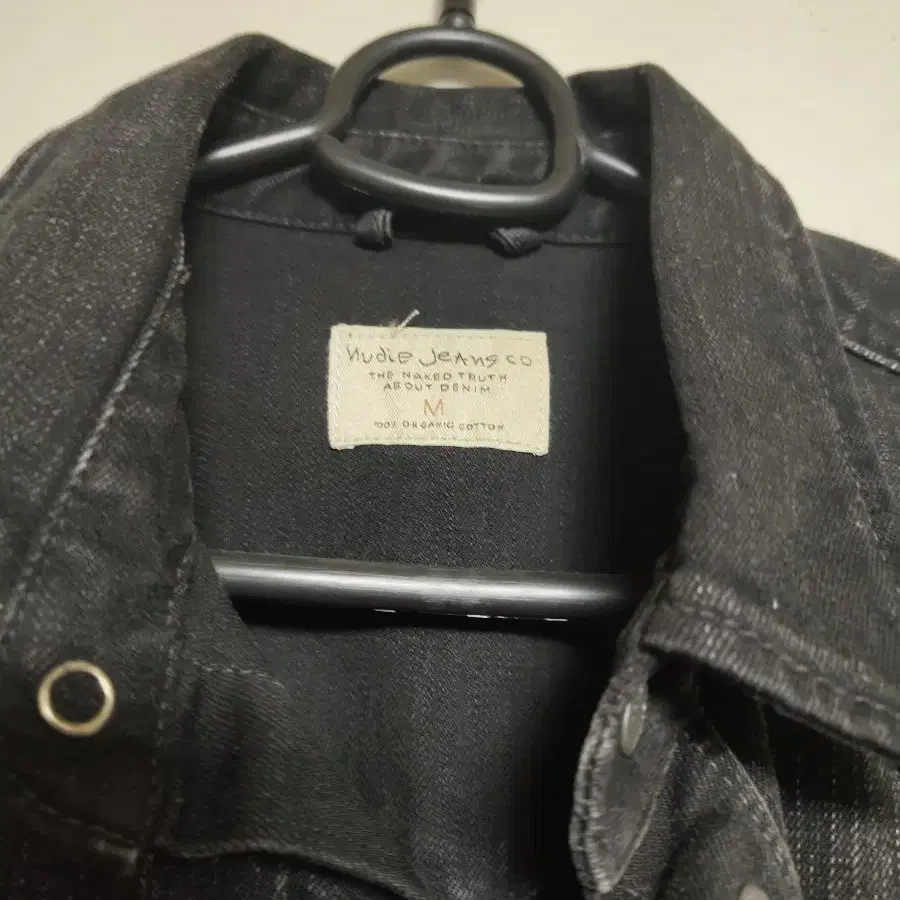 Nudie Jeans co
THE NAKED TRUTH
ABOUT DENIM
M
100% ORGANIC COTTON